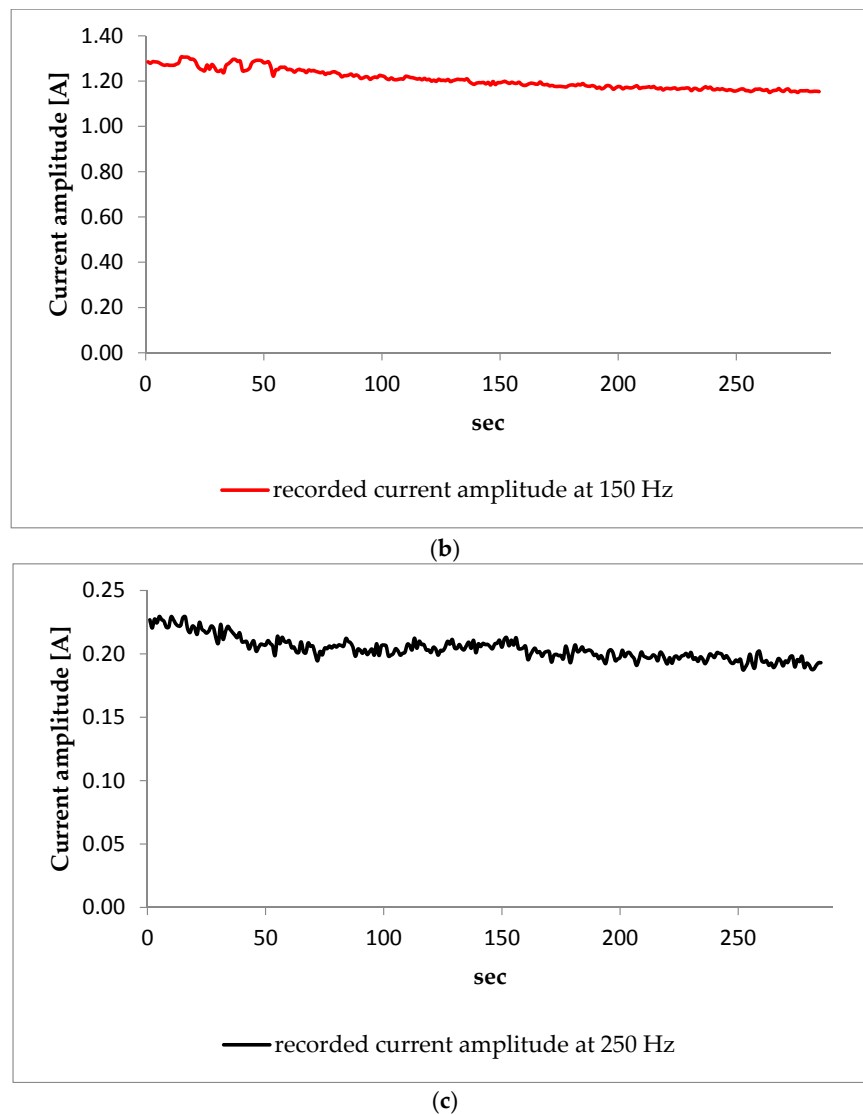 1.40
1.20
1.00
0.80
0.60
0.40
0.20
0.00
Current amplitude [A]
0 50 100 150 200 250
sec
recorded current amplitude at 150 Hz
(b)
0.25
0.20
0.15
0.10
0.05
0.00
Current amplitude [A]
0 50 100 150 200 250
sec
recorded current amplitude at 250 Hz
(c)